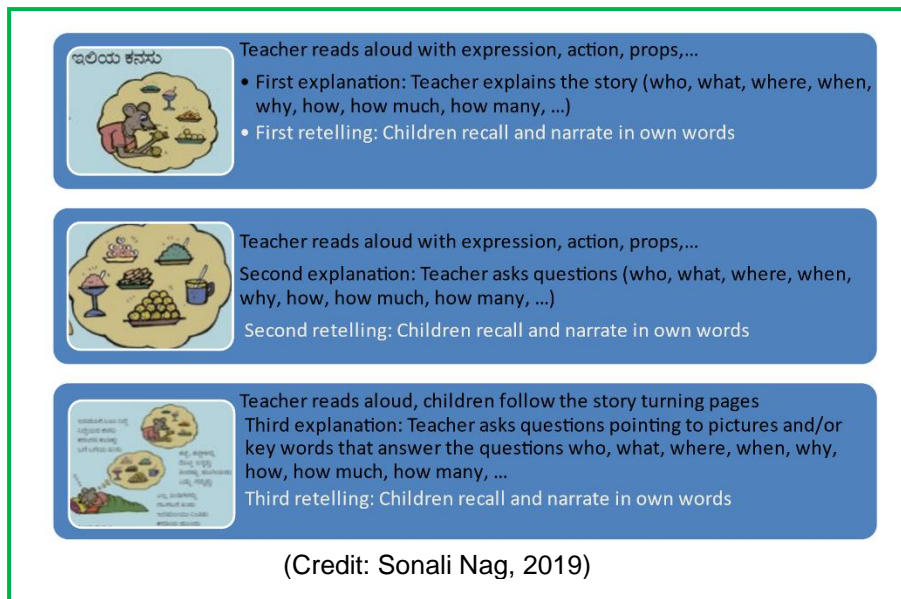 ಇಲಿಯ ಕನಸು
Teacher reads aloud with expression, action, props,…
• First explanation: Teacher explains the story (who, what, where, when,
why, how, how much, how many, …)
• First retelling: Children recall and narrate in own words
Teacher reads aloud with expression, action, props,…
Second explanation: Teacher asks questions (who, what, where, when,
why, how, how much, how many, …)
Second retelling: Children recall and narrate in own words
Teacher reads aloud, children follow the story turning pages
Third explanation: Teacher asks questions pointing to pictures and/or
key words that answer the questions who, what, where, when, why,
how, how much, how many, …
Third retelling: Children recall and narrate in own words
(Credit: Sonali Nag, 2019)